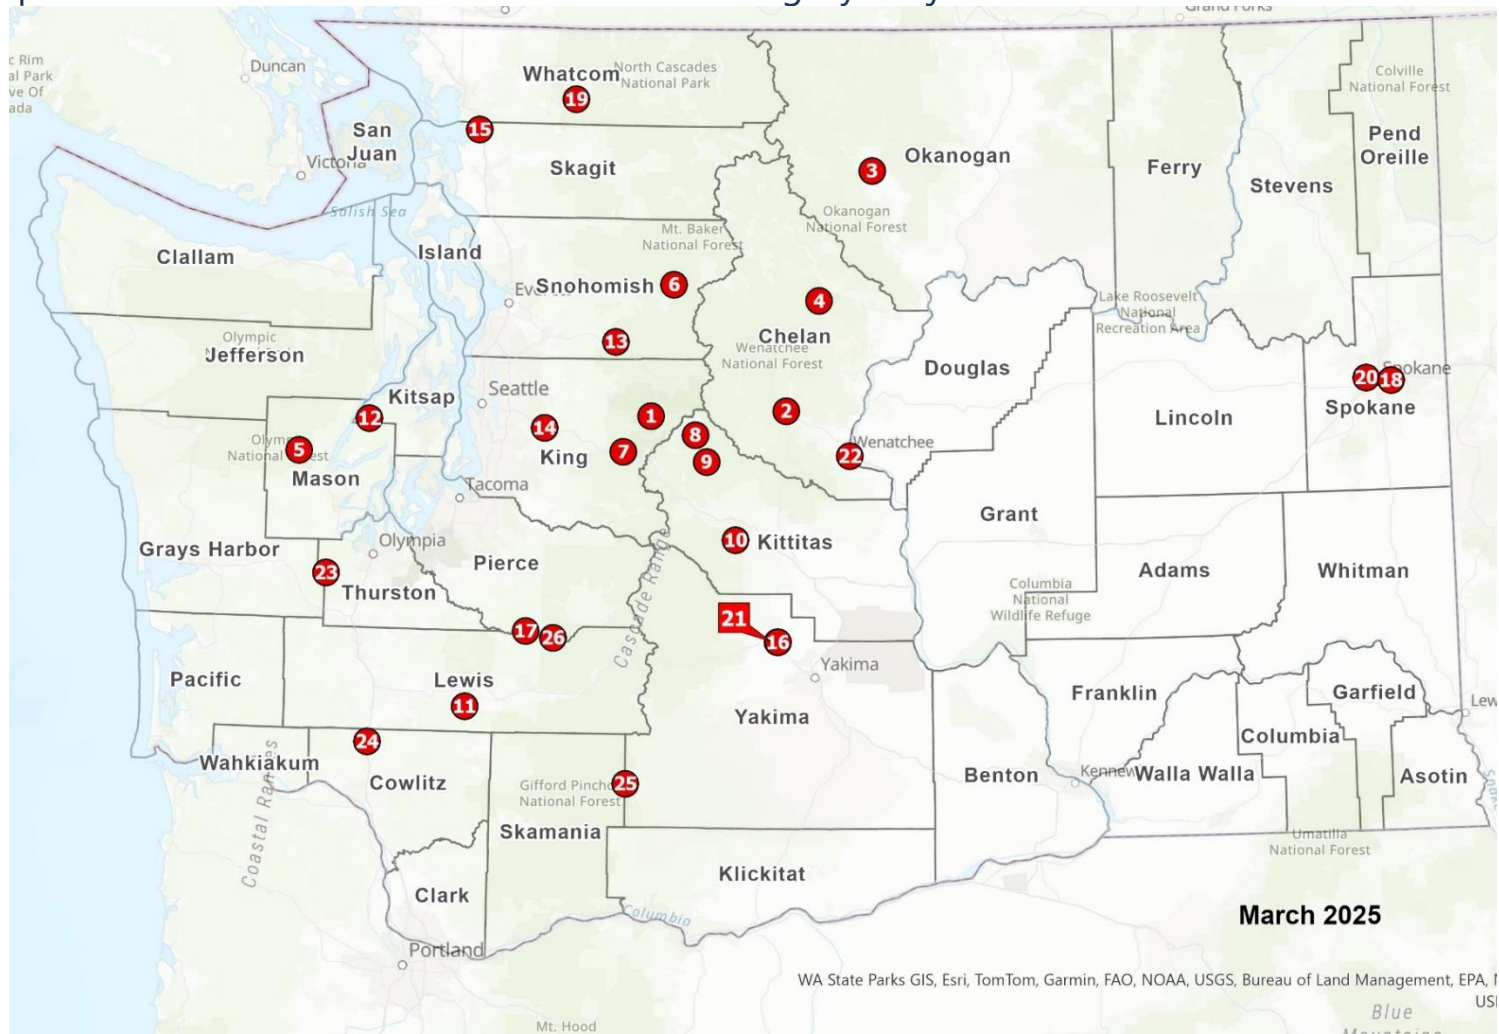 Duncan
Whatcom
North Cascades
National Park
19
Colville
National Forest
San
Juan
15
Pend
Oreille
Victoria
Skagit
3
Okanogan
Ferry
Stevens
Salish Sea
Okanogan
National Forest
Mt. Baker
National Forest
Clallam
Island
Snohomish
6
4
Lake Roosevelt
National
Recreation Area
Olympic
Jefferson
13
Chelan
Wenatchee
National Forest
Douglas
Seattle
Kitsap
20
18
Spokane
Spokane
12
1
2
Lincoln
14
8
5
King
7
9
22
Wenatchee
Mason
Tacoma
Grant
Olympia
Grays Harbor
10
Kittitas
Pierce
Cascade Range
23
Thurston
Columbia
National
Wildlife Refuge
Adams
Whitman
17
26
21
16
Yakima
Pacific
Lewis
11
Yakima
Franklin
Garfield
24
Columbia
Wahkiakum
Cowlitz
Coastal Ranges
Gifford Pincho
National Forest
25
Benton
Kennew
Walla Walla
Asotin
Skamania
Umatilla
National Forest
Clark
Klickitat
Columbia
Portland
March 2025
WA State Parks GIS, Esri, TomTom, Garmin, FAO, NOAA, USGS, Bureau of Land Management, EPA,
Mt. Hood
Blue